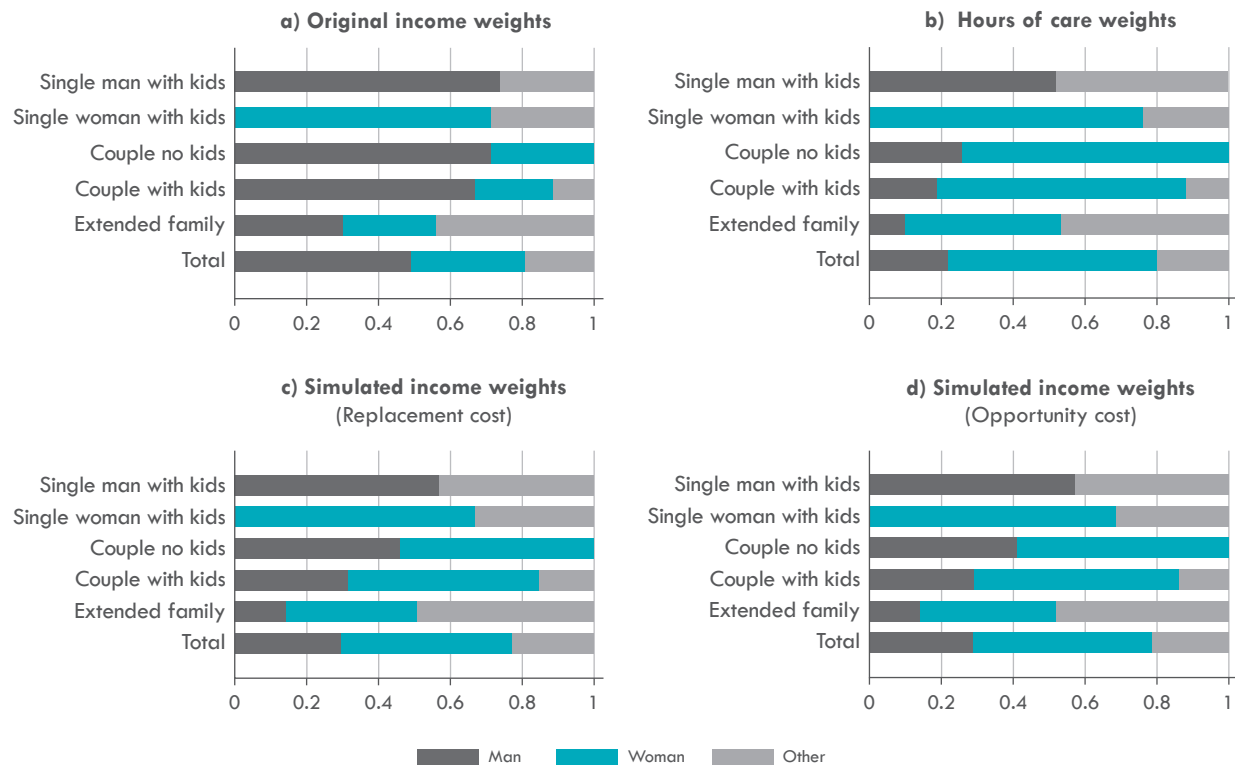 a) Original income weights
Single man with kids
Single woman with kids
Couple no kids
Couple with kids
Extended family
Total
0 0.2 0.4 0.6 0.8 1
b) Hours of care weights
Single man with kids
Single woman with kids
Couple no kids
Couple with kids
Extended family
Total
0 0.2 0.4 0.6 0.8 1
c) Simulated income weights
(Replacement cost)
Single man with kids
Single woman with kids
Couple no kids
Couple with kids
Extended family
Total
0 0.2 0.4 0.6 0.8 1
d) Simulated income weights
(Opportunity cost)
Single man with kids
Single woman with kids
Couple no kids
Couple with kids
Extended family
Total
0 0.2 0.4 0.6 0.8 1
Man Woman Other